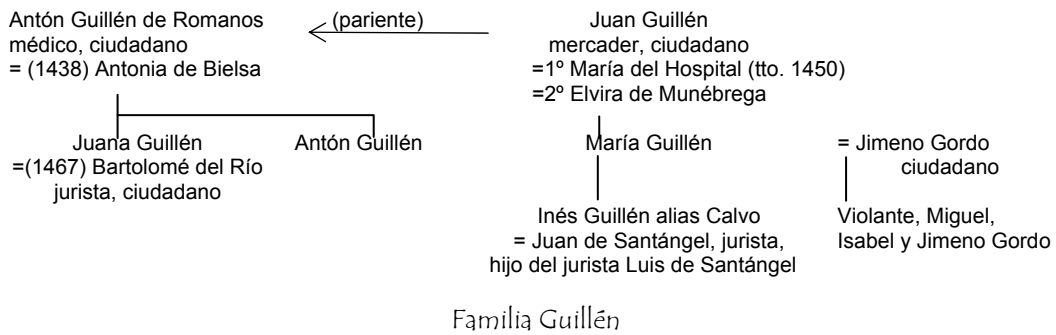 Antón Guillén de Romanos
médico, ciudadano
= (1438) Antonia de Bielsa
(pariente)
Juan Guillén
mercader, ciudadano
=1º María del Hospital (tto. 1450)
=2º Elvira de Munébrega
Juana Guillén
=(1467) Bartolomé del Río
jurista, ciudadano
Antón Guillén
María Guillén
= Jimeno Gordo
ciudadano
Inés Guillén alias Calvo
= Juan de Santángel, jurista,
hijo del jurista Luis de Santángel
Violante, Miguel,
Isabel y Jimeno Gordo
Familia Guillén